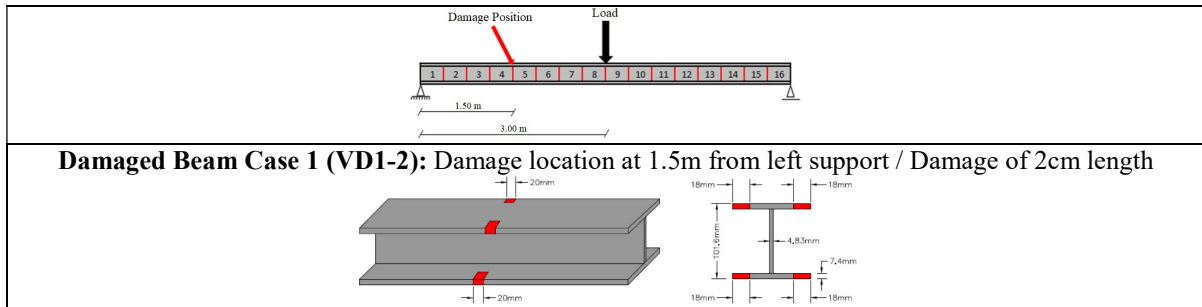 Damage Position
Load
1 2 3 4 5 6 7 8 9 10 11 12 13 14 15 16
1.50 m
3.00 m
Damaged Beam Case 1 (VD1-2): Damage location at 1.5m from left support / Damage of 2cm length
20mm
20mm
18mm 18mm
101.6mm
4.83mm
7.4mm
18mm 18mm